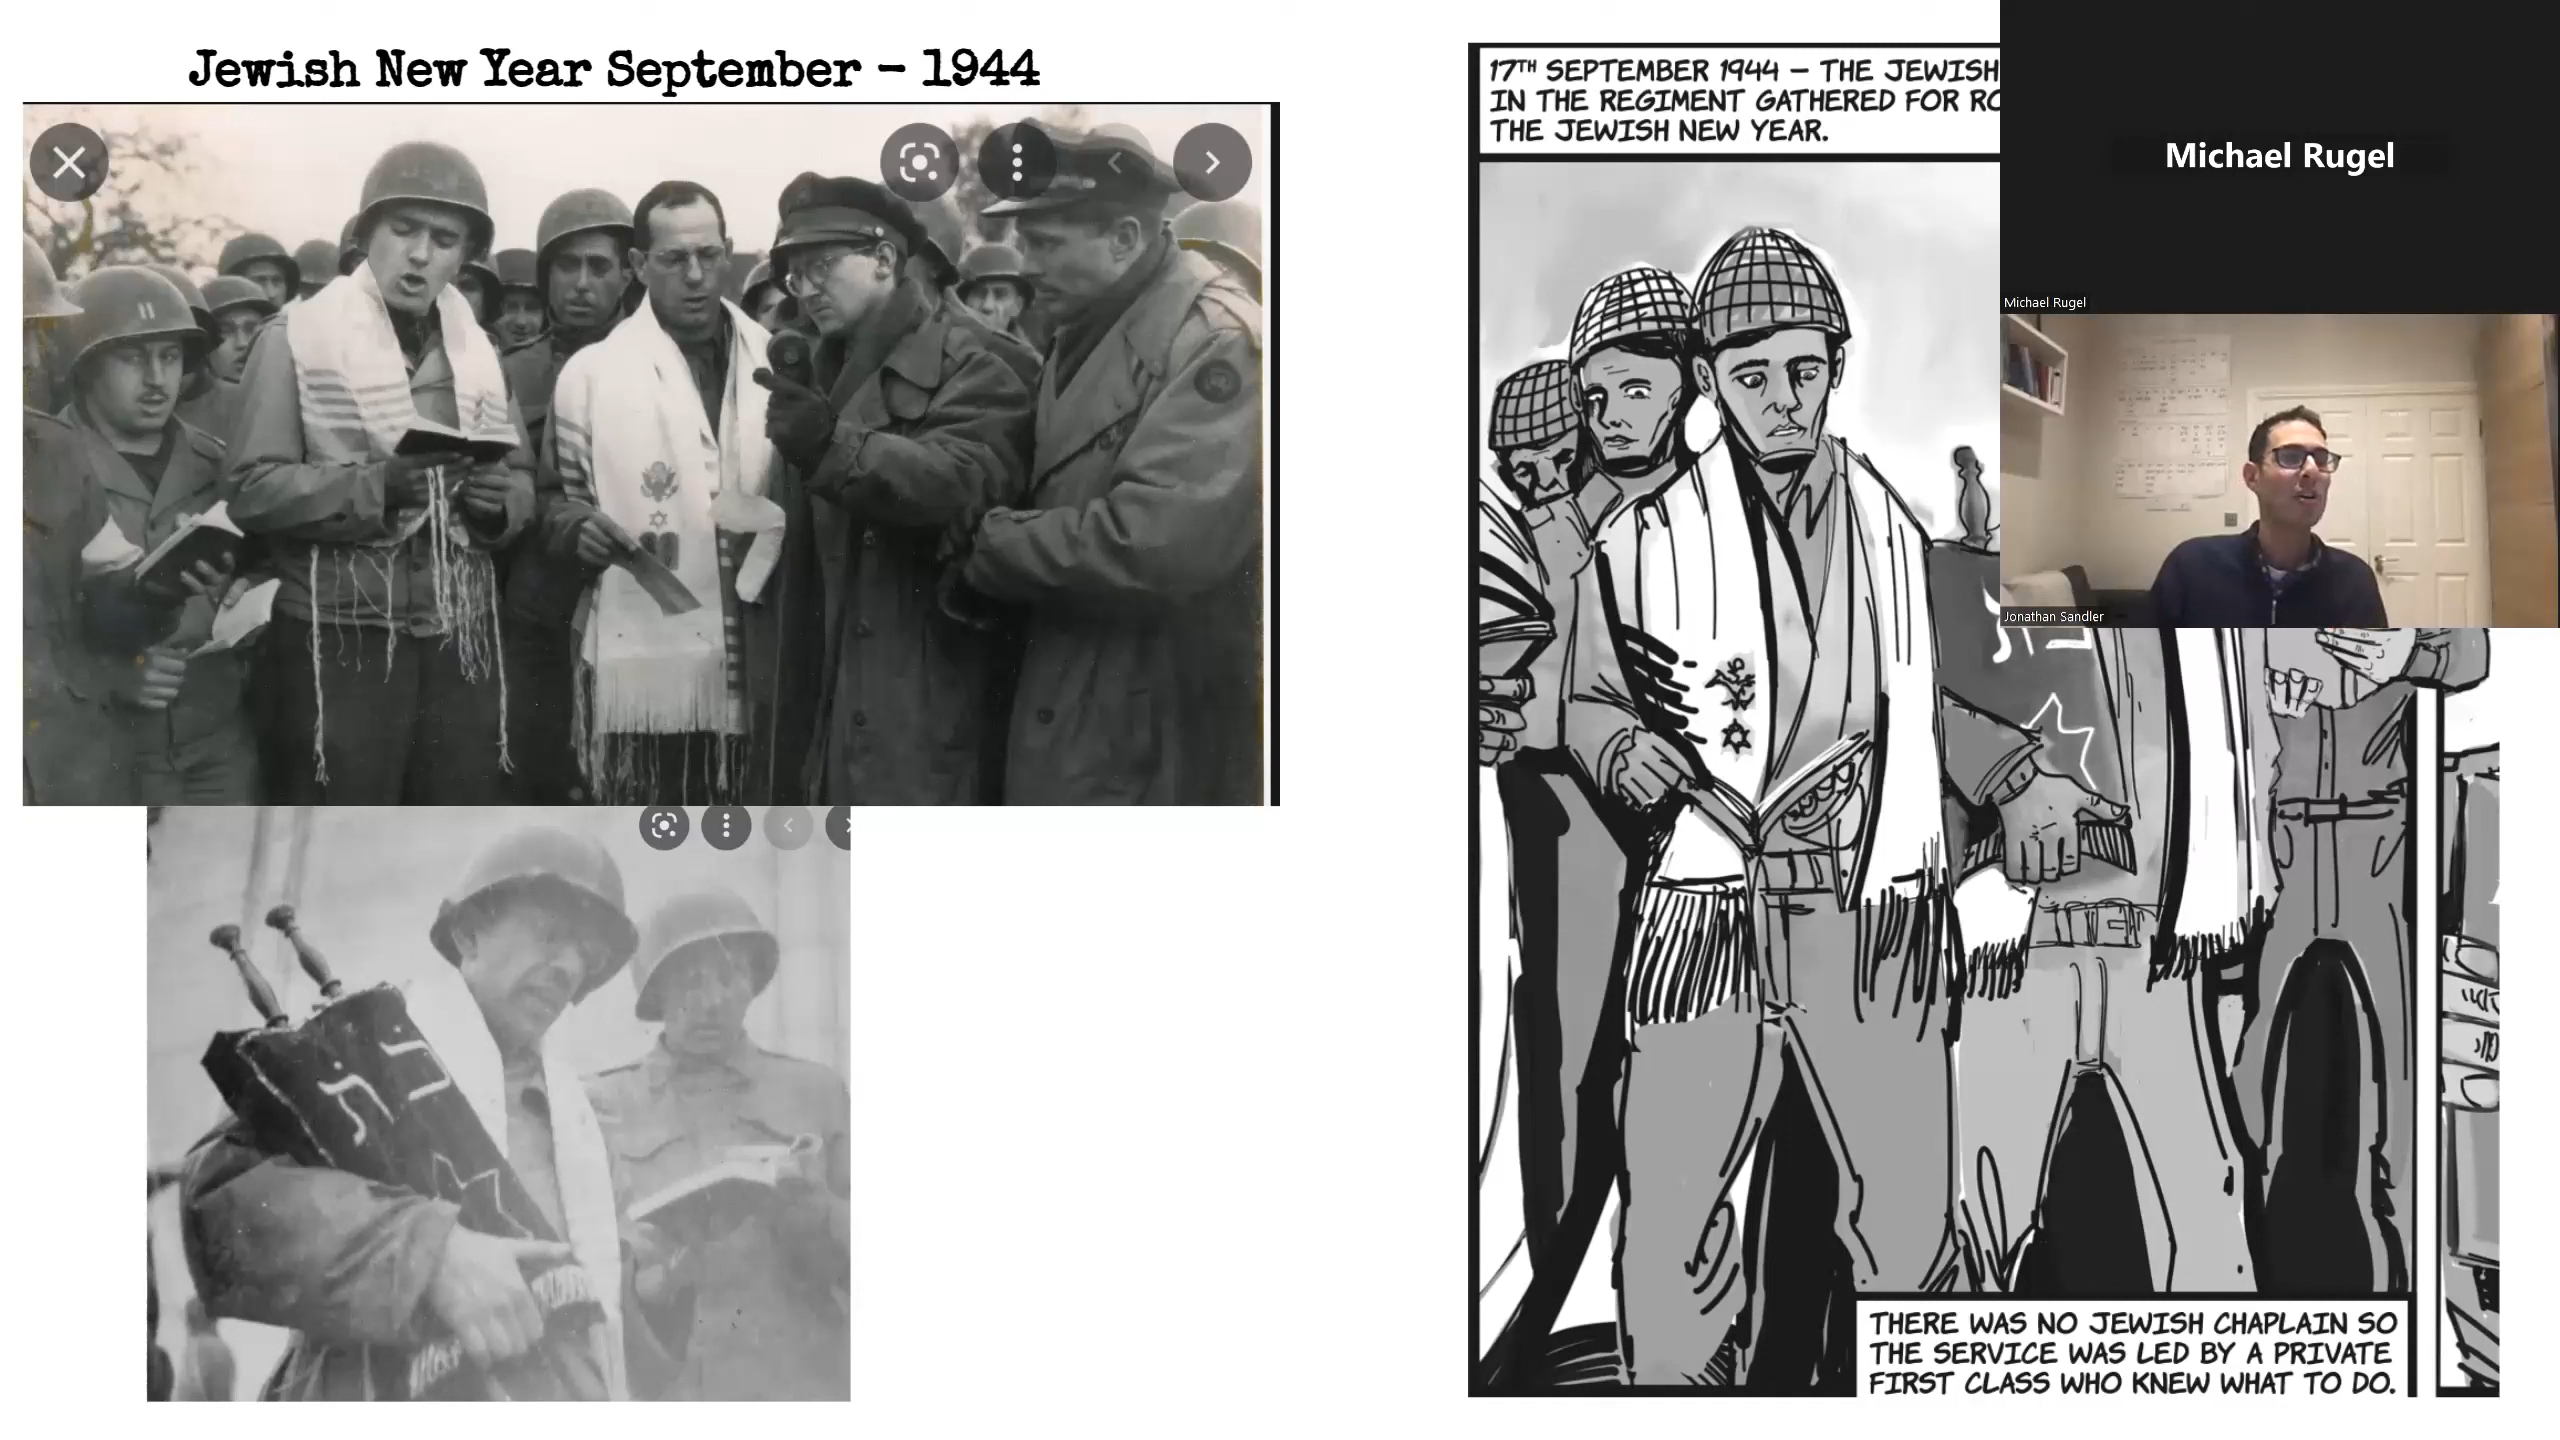 Jewish New Year September - 1944
17TH SEPTEMBER 1944 – THE JEWISH
IN THE REGIMENT GATHERED FOR
THE JEWISH NEW YEAR.
Michael Rugel
Michael Rugel
Jonathan Sandler
THERE WAS NO JEWISH CHAPLAIN SO
THE SERVICE WAS LED BY A PRIVATE
FIRST CLASS WHO KNEW WHAT TO DO.